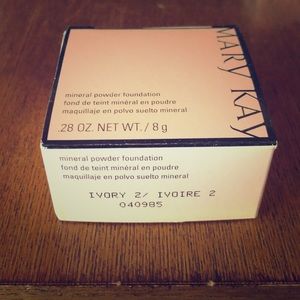 MARY KAY
mineral powder foundation
fond de teint minéral en poudre
maquillaje en polvo suelto mineral
.28 OZ. NET WT. / 8 g
mineral powder foundation
fond de teint minéral en poudre
maquillaje en polvo suelto mineral
IVORY 2/ IVOIRE 2
040985